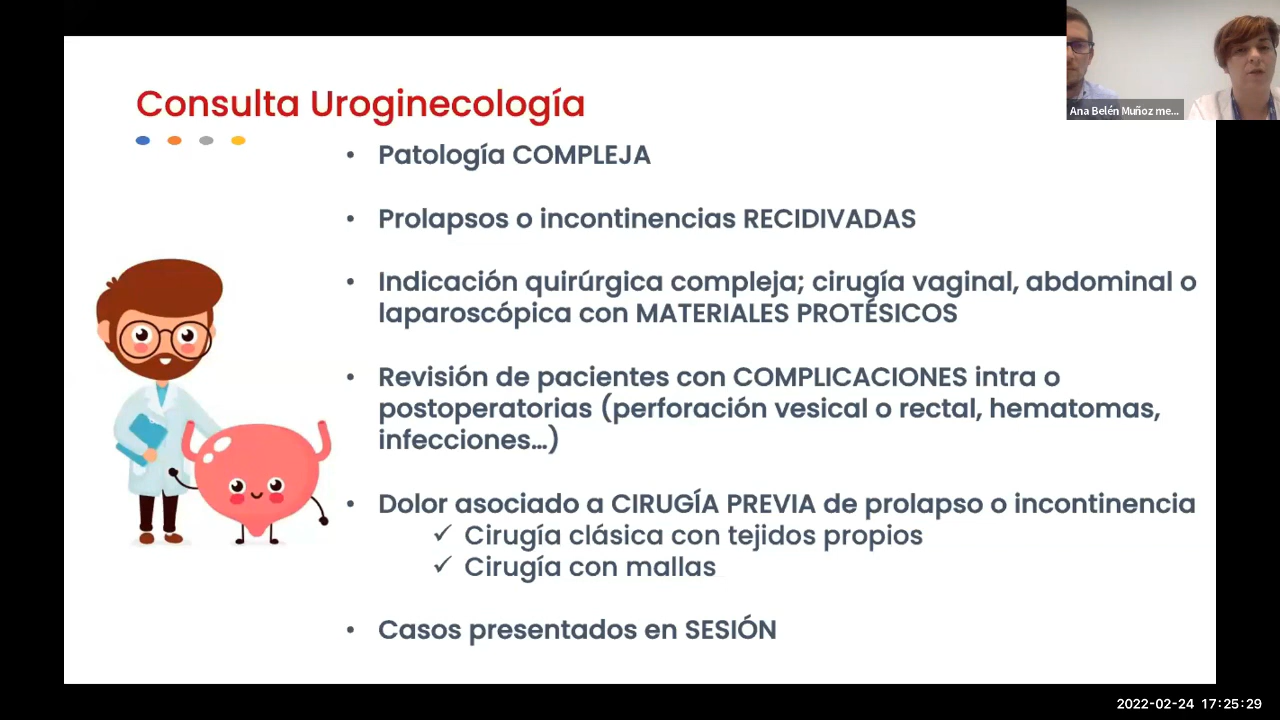 Consulta Uroginecología
• Patología COMPLEJA
• Prolapsos o incontinencias RECIDIVADAS
• Indicación quirúrgica compleja; cirugía vaginal, abdominal o
laparoscópica con MATERIALES PROTÉSICOS
• Revisión de pacientes con COMPLICACIONES intra o
postoperatorias (perforación vesical o rectal, hematomas,
infecciones...)
• Dolor asociado a CIRUGÍA PREVIA de prolapso o incontinencia
✓ Cirugía clásica con tejidos propios
✓ Cirugía con mallas
• Casos presentados en SESIÓN
Ana Belén Muñoz me...
2022-02-24 17:25:29